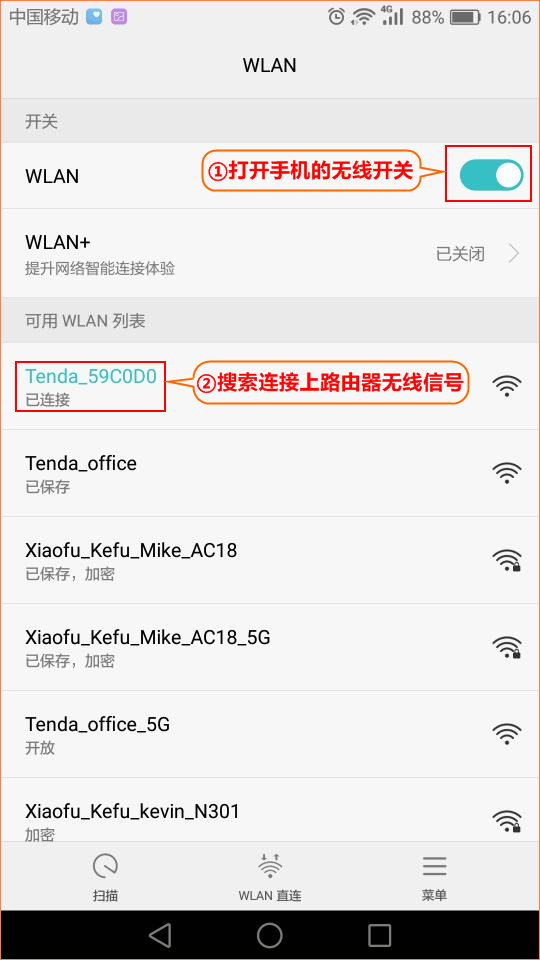 中国移动 4G 88% 16:06
WLAN
开关
WLAN
①打开手机的无线开关
WLAN+
提升网络智能连接体验
已关闭
可用 WLAN 列表
Tenda_59C0D0
已连接
②搜索连接上路由器无线信号
Tenda_office
已保存
Xiaofu_Kefu_Mike_AC18
已保存，加密
Xiaofu_Kefu_Mike_AC18_5G
已保存，加密
Tenda_office_5G
开放
Xiaofu_Kefu_kevin_N301
加密
扫描 WLAN 直连 菜单